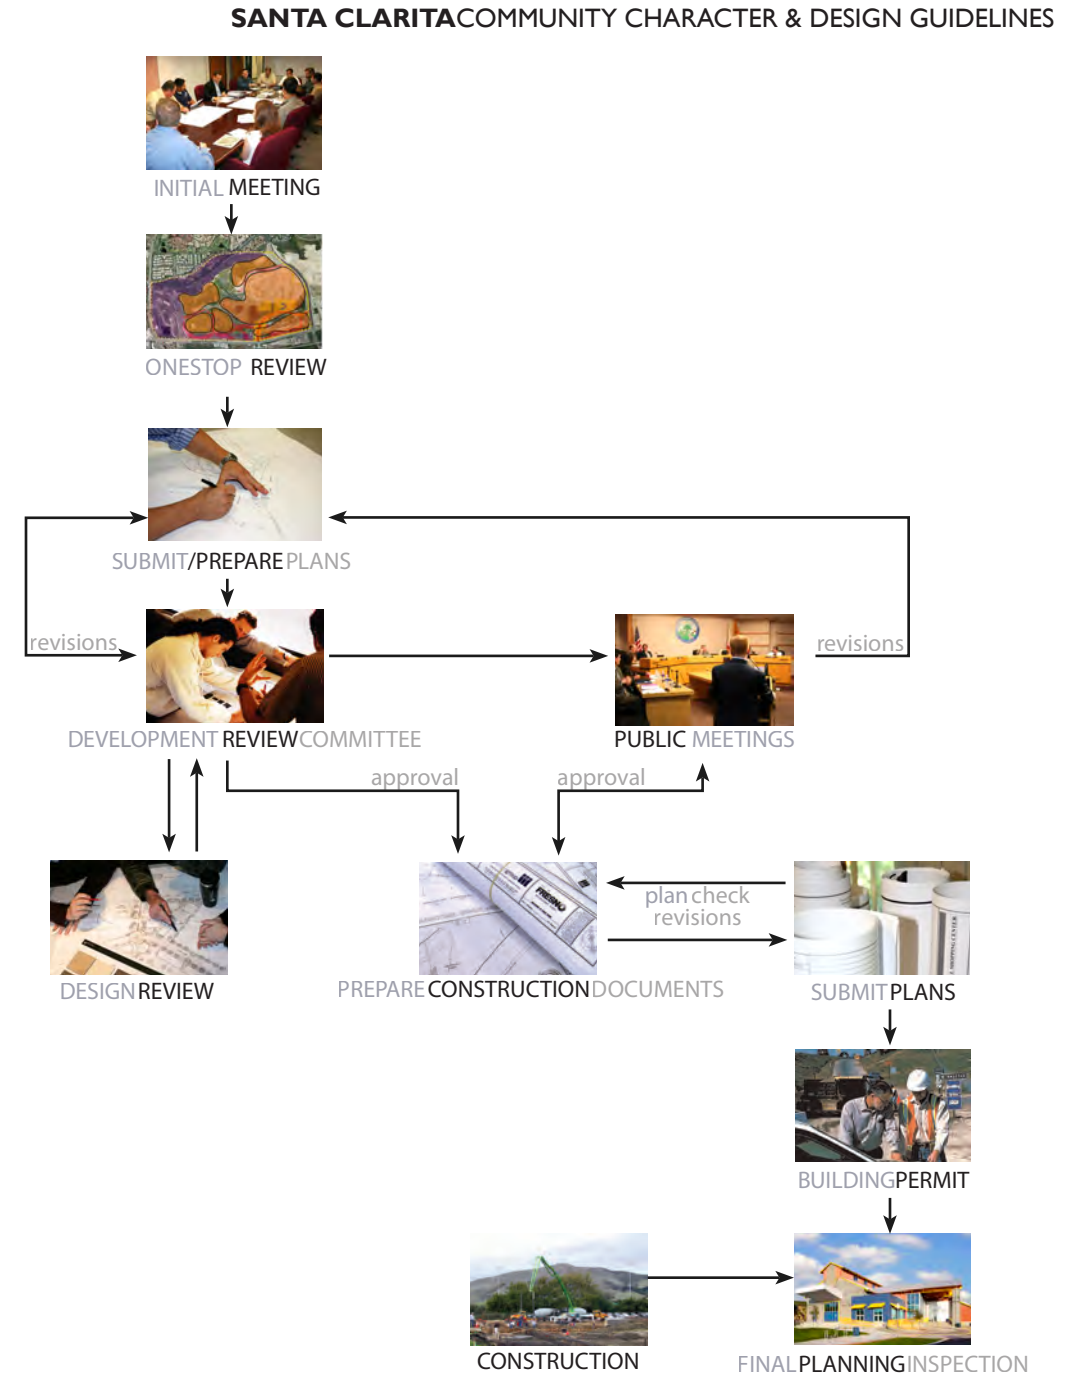 SANTA CLARITA COMMUNITY CHARACTER & DESIGN GUIDELINES
INITIAL MEETING
ONESTOP REVIEW
SUBMIT/PREPARE PLANS
revisions
revisions
DEVELOPMENT REVIEW COMMITTEE
PUBLIC MEETINGS
approval
approval
FRESNO
plan check
revisions
DESIGN REVIEW
PREPARE CONSTRUCTION DOCUMENTS
SUBMIT PLANS
BUILDING PERMIT
CONSTRUCTION
FINAL PLANNING INSPECTION